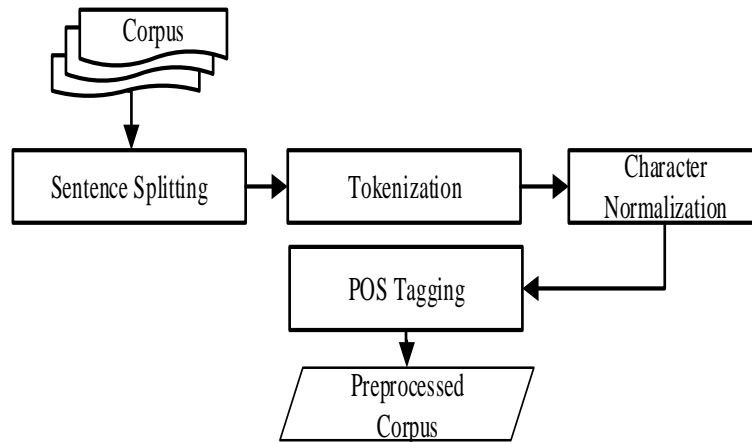 Corpus
Sentence Splitting
Tokenization
Character
Normalization
POS Tagging
Preprocessed
Corpus